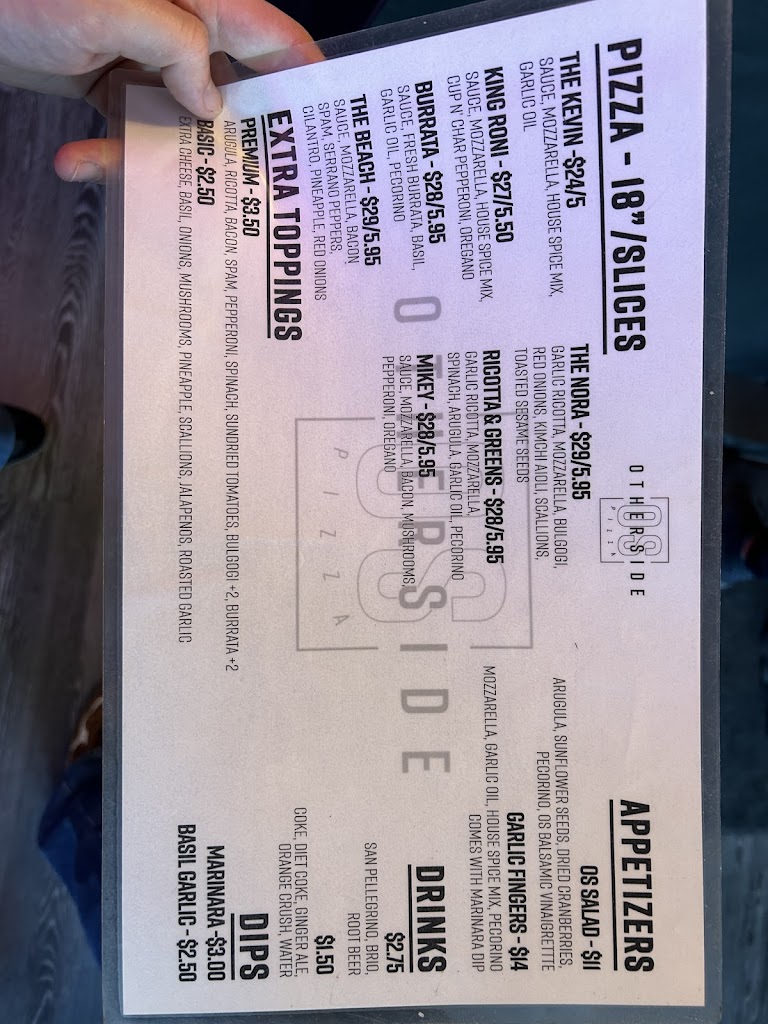 PIZZA - 18"/SLICES
THE KEVIN -$24/5
SAUCE, MOZZARELLA, HOUSE SPICE MIX,
GARLIC OIL
KING RONI - $27/5.50
SAUCE, MOZZARELLA, HOUSE SPICE MIX,
CUP N' CHAR PEPPERONI, OREGANO
BURRATA - $28/5.95
SAUCE, FRESH BURRATA, BASIL,
GARLIC OIL, PECORINO
THE BEACH - $29/5.95
SAUCE, MOZZARELLA, BACON
SPAM, SERRANO PEPPERS,
CILANTRO, PINEAPPLE, RED ONIONS
OTHERSIDE
OS
PIZZA
THE NORA - $29/5.95
GARLIC RICOTTA, MOZZARELLA, BULGOGI,
RED ONIONS, KIMCHI AIOLI, SCALLIONS,
TOASTED SESAME SEEDS
RICOTTA & GREENS - $28/5.95
GARLIC RICOTTA, MOZZARELLA,
SPINACH, ARUGULA, GARLIC OIL, PECORINO
MIKEY - $28/5.95
SAUCE, MOZZARELLA, BACON, MUSHROOMS,
PEPPERONI, OREGANO
APPETIZERS
OS SALAD - $11
ARUGULA, SUNFLOWER SEEDS, DRIED CRANBERRIES,
PECORINO, OS BALSAMIC VINAIGRETTE
GARLIC FINGERS - $14
MOZZARELLA, GARLIC OIL, HOUSE SPICE MIX, PECORINO
COMES WITH MARINARA DIP
OTHERSIDE
OS
PIZZA
DRINKS
$2.75
SAN PELLEGRINO, BRIO,
ROOT BEER
$1.50
COKE, DIET COKE, GINGER ALE,
ORANGE CRUSH, WATER
EXTRA TOPPINGS
PREMIUM - $3.50
ARUGULA, RICOTTA, BACON, SPAM, PEPPERONI, SPINACH, SUNDRIED TOMATOES, BULGOGI +2, BURRATA +2
BASIC - $2.50
EXTRA CHEESE, BASIL, ONIONS, MUSHROOMS, PINEAPPLE, SCALLIONS, JALAPENOS, ROASTED GARLIC
DIPS
MARINARA -$3.00
BASIL GARLIC - $2.50